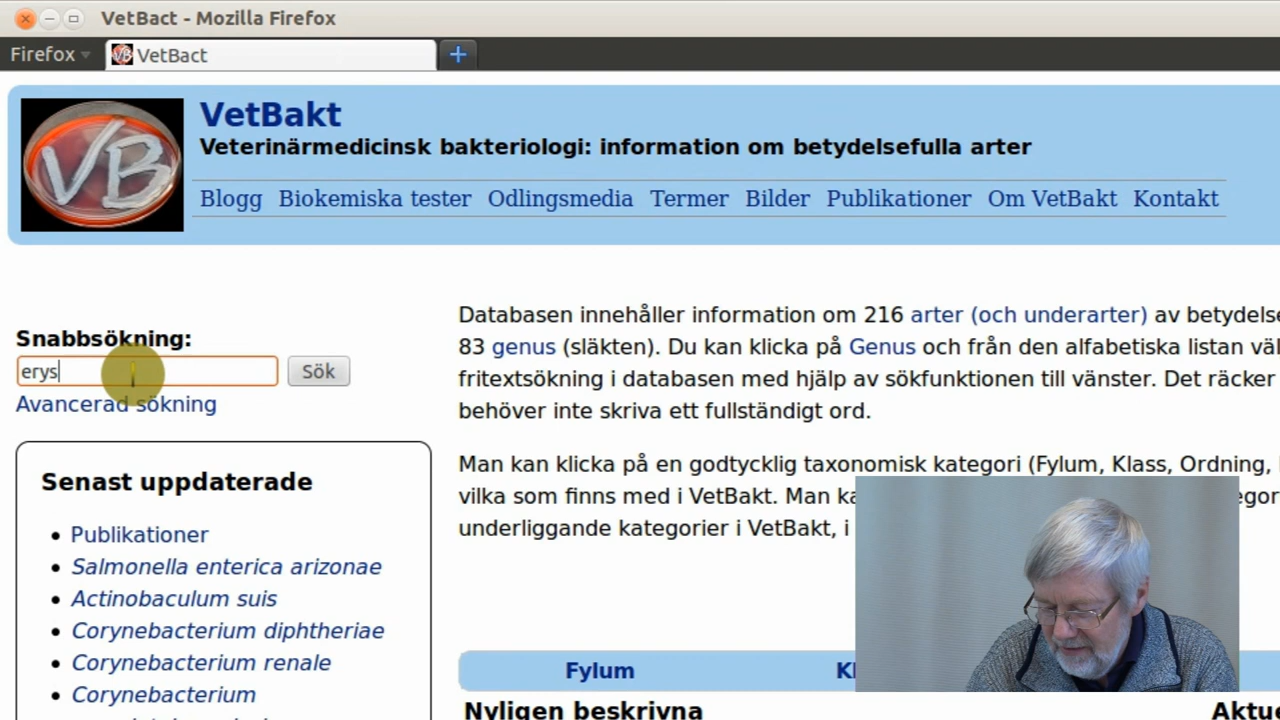 VetBact - Mozilla Firefox
Firefox
VetBact
VB
VetBakt
Veterinärmedicinsk bakteriologi: information om betydelsefulla arter
Blogg Biokemiska tester Odlingsmedia Termer Bilder Publikationer Om VetBakt Kontakt
Snabbsökning:
erys
Sök
Avancerad sökning
Senast uppdaterade
Publikationer
Salmonella enterica arizonae
Actinobaculum suis
Corynebacterium diphtheriae
Corynebacterium renale
Corynebacterium
Databasen innehåller information om 216 arter (och underarter) av
83 genus (släkten). Du kan klicka på Genus och från den alfabetiska listan
fritextsökning i databasen med hjälp av sökfunktionen till vänster. Det räcker
behöver inte skriva ett fullständigt ord.
Man kan klicka på en godtycklig taxonomisk kategori (Fylum, Klass, Ordning,
vilka som finns med i VetBakt. Man
underliggande kategorier i VetBakt, i
Fylum
Nyligen beskrivna